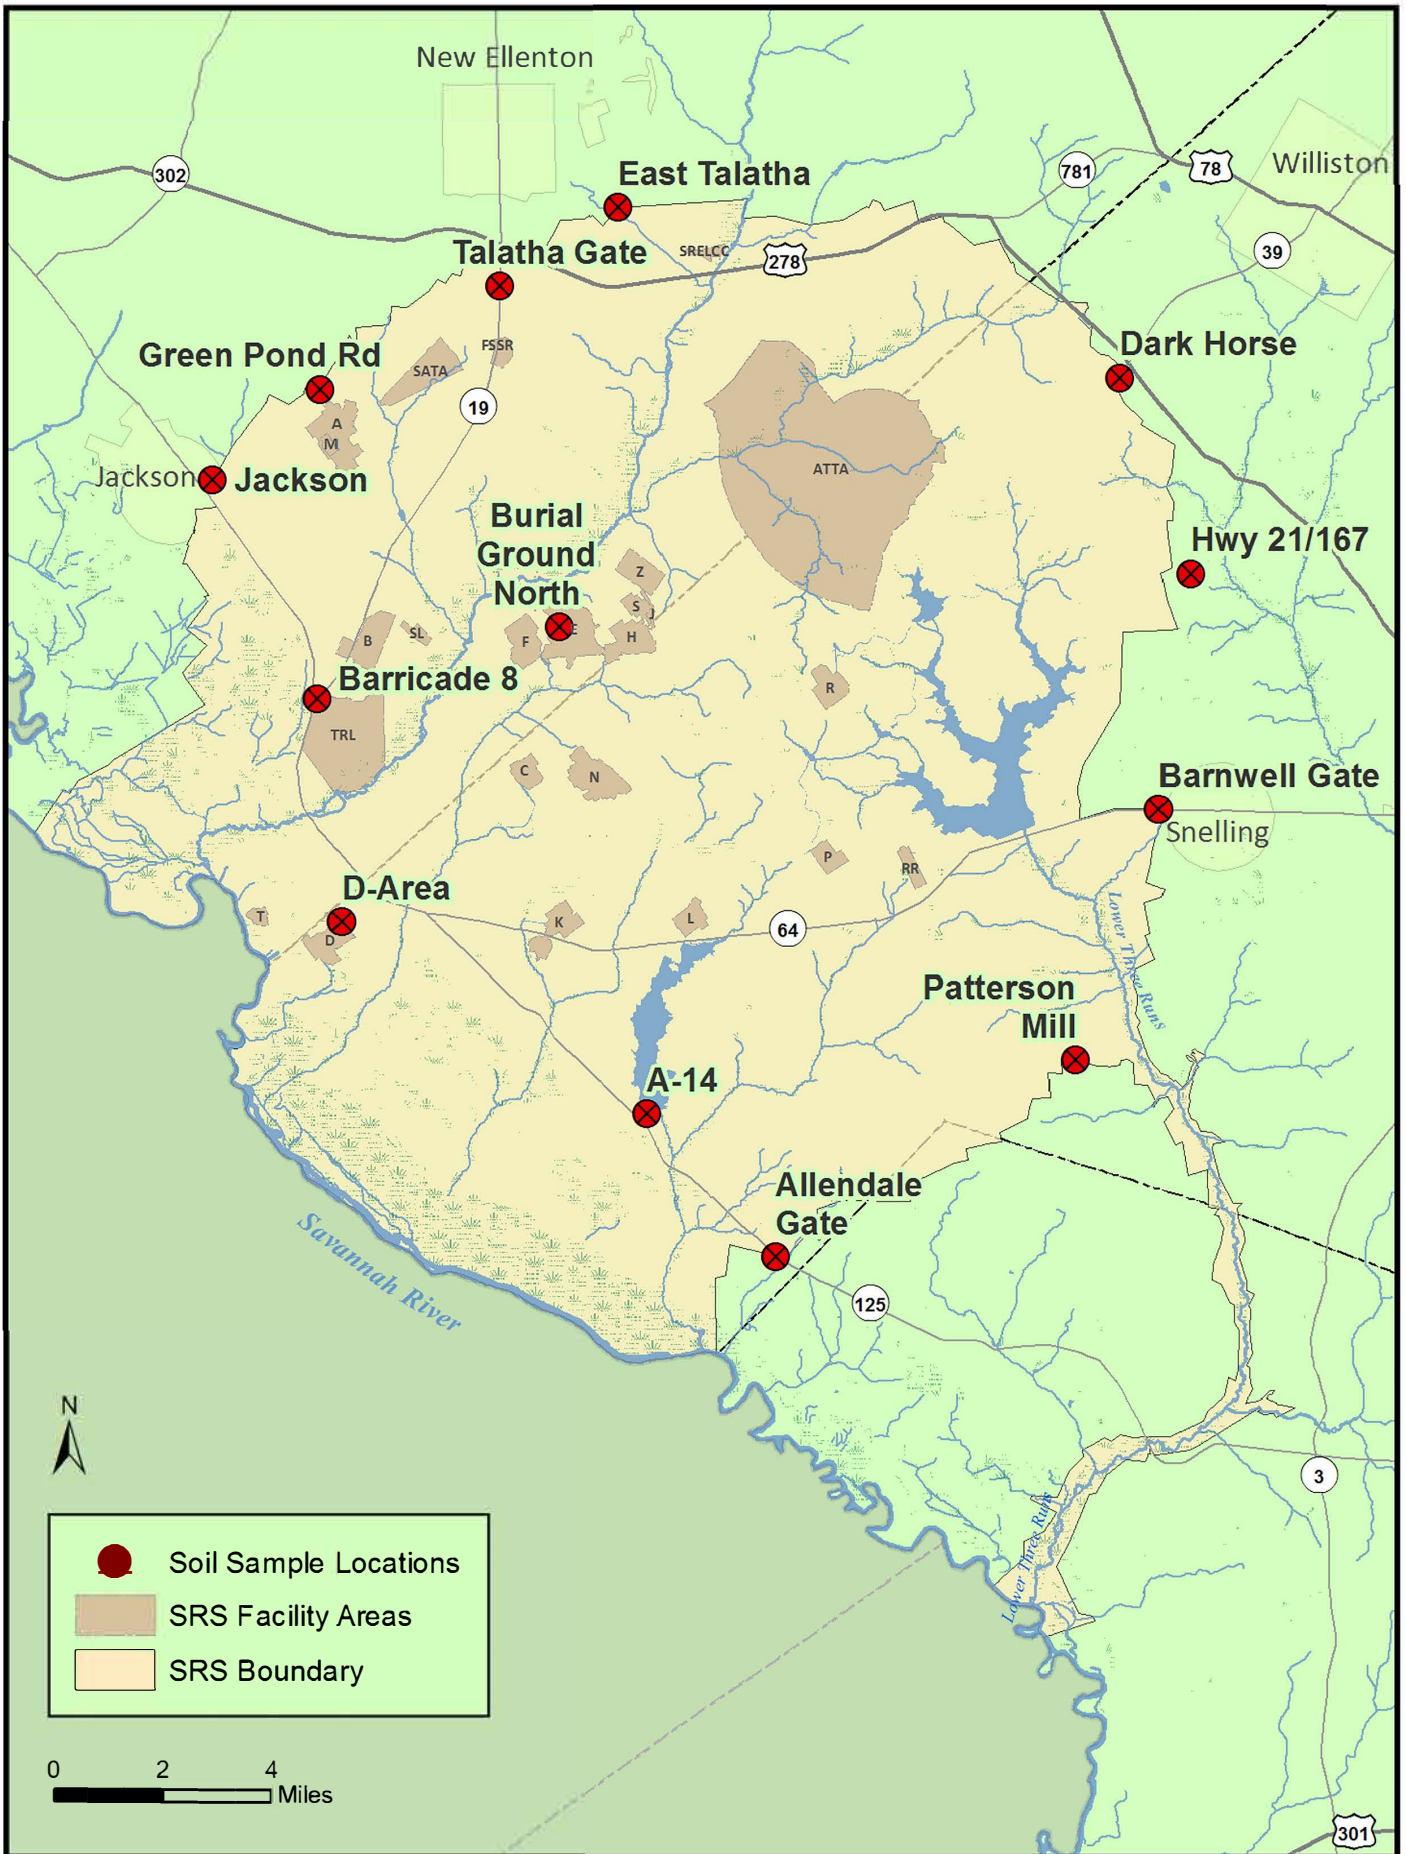 New Ellenton
East Talatha
302
781
78
Williston
SRELCC
278
39
Talatha Gate
FSSR
SATA
Green Pond Rd
Dark Horse
19
A
M
ATTA
Jackson
Jackson
Burial
Ground
North
Hwy 21/167
Z
S
J
H
E
F
B
SL
Barricade 8
R
TRL
C
N
Barnwell Gate
Snelling
P
RR
D-Area
T
D
K
L
64
Lower Three Runs
Patterson
Mill
A-14
Allendale
Gate
Savannah River
125
N
3
Lower Three Runs
Soil Sample Locations
SRS Facility Areas
SRS Boundary
0 2 4
Miles
301